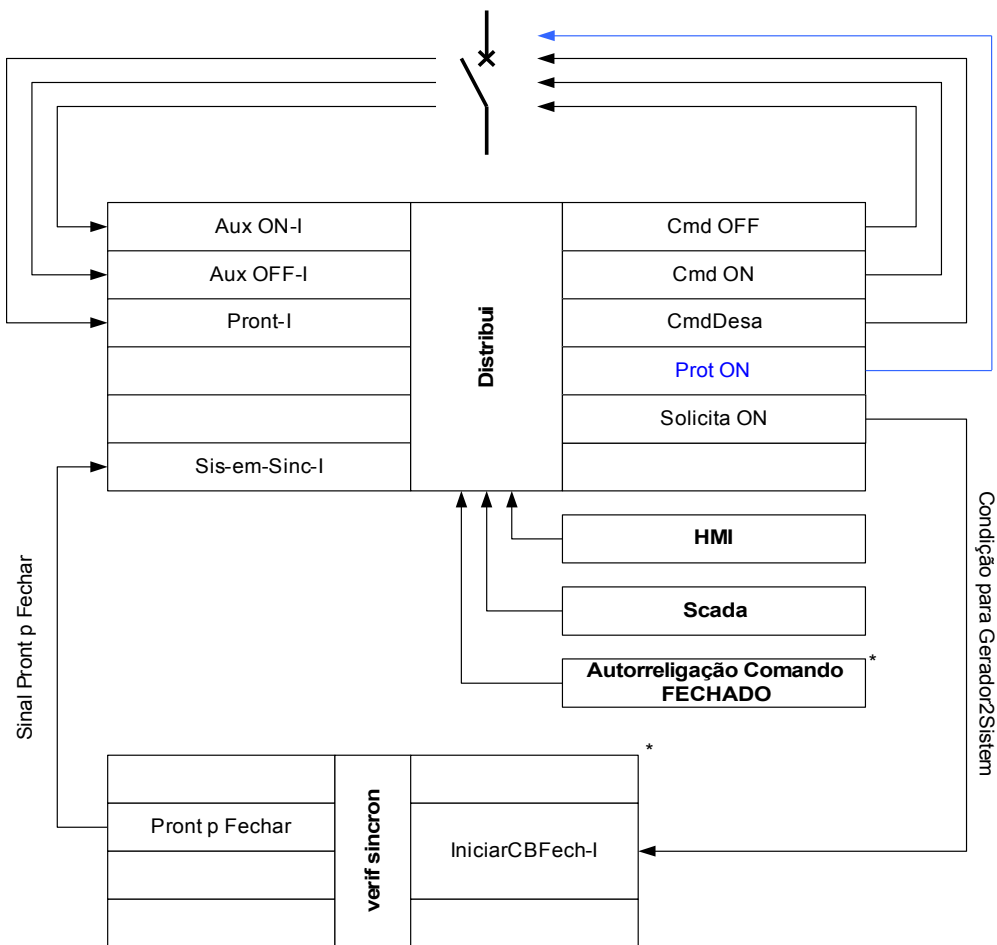 Aux ON-I
Cmd OFF
Aux OFF-I
Cmd ON
Pront-I
CmdDesa
Distribui
Prot ON
Solicita ON
Sis-em-Sinc-I
HMI
Scada
Autorreligação Comando
FECHADO
*
Condição para Gerador2Sistem
Sinal Pront p Fechar
*
Pront p Fechar
verif sincron
IniciarCBFech-I